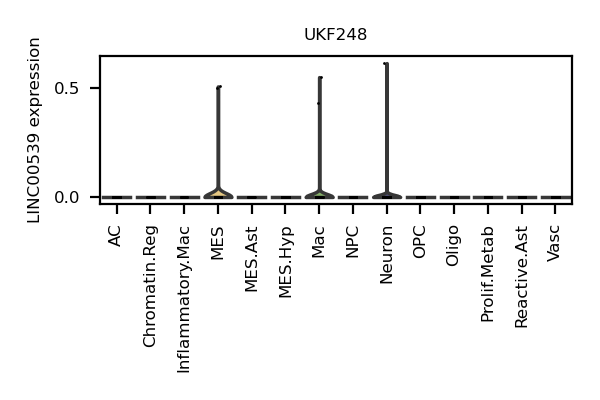 UKF248
LINC00539 expression
0.5
0.0
AC
Chromatin.Reg
Inflammatory.Mac
MES
MES.Ast
MES.Hyp
Mac
NPC
Neuron
OPC
Oligo
Prolif.Metab
Reactive.Ast
Vasc